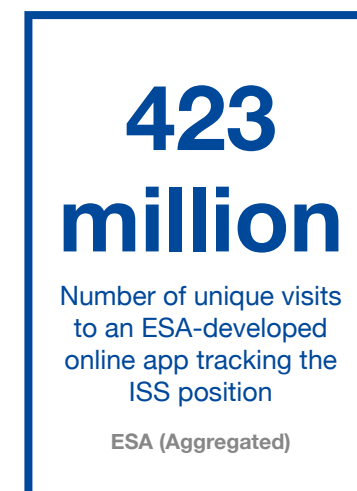 423
million
Number of unique visits
to an ESA-developed
online app tracking the
ISS position
ESA (Aggregated)